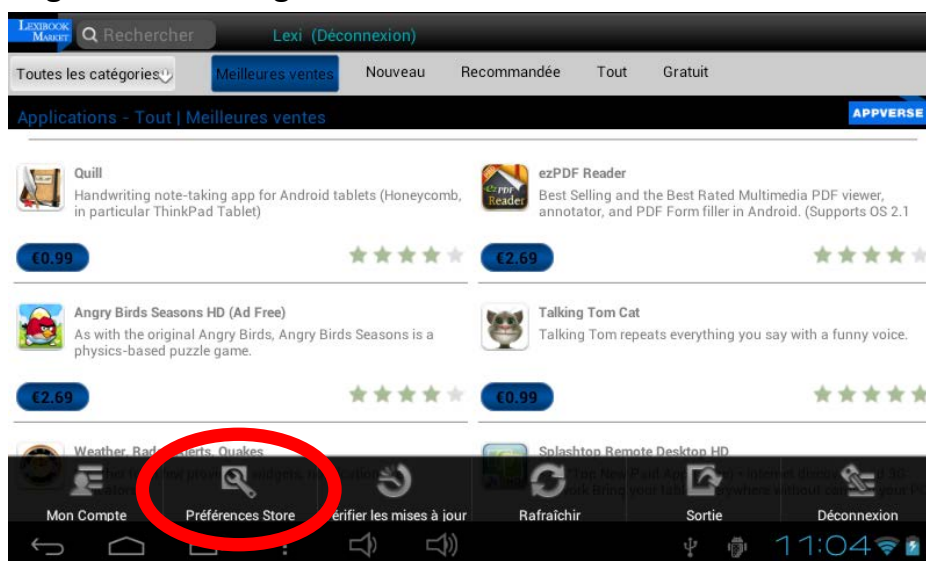 LEXIBOOK
MARKET
Rechercher
Lexi (Déconnexion)
Toutes les catégories
Meilleures ventes
Nouveau
Recommandée
Tout
Gratuit
Applications - Tout | Meilleures ventes
APPVERSE
Quill
Handwriting note-taking app for Android tablets (Honeycomb,
in particular ThinkPad Tablet)
€0.99
ezPDF Reader
Best Selling and the Best Rated Multimedia PDF viewer,
annotator, and PDF Form filler in Android. (Supports OS 2.1
ezPDF
Reader
€2.69
Angry Birds Seasons HD (Ad Free)
As with the original Angry Birds, Angry Birds Seasons is a
physics-based puzzle game.
€2.69
Talking Tom Cat
Talking Tom repeats everything you say with a funny voice.
€0.99
Weather, Quakes
Splashtop Remote Desktop HD
Mon Compte
Préférences Store
érifier les mises à jour
Rafraîchir
Sortie
Déconnexion
11:04